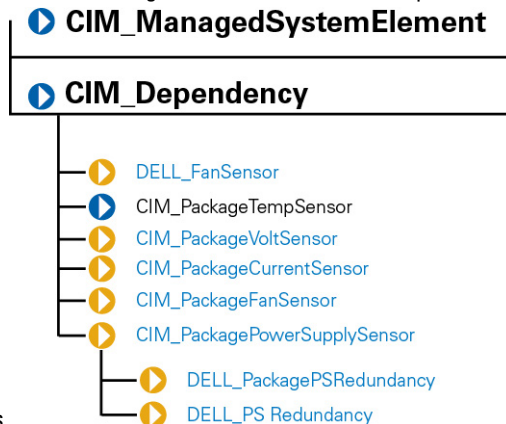 CIM_ManagedSystemElement
CIM_Dependency
DELL_FanSensor
CIM_PackageTempSensor
CIM_PackageVoltSensor
CIM_PackageCurrentSensor
CIM_PackageFanSensor
CIM_PackagePowerSupplySensor
DELL_PackagePSRedundancy
DELL_PS Redundancy